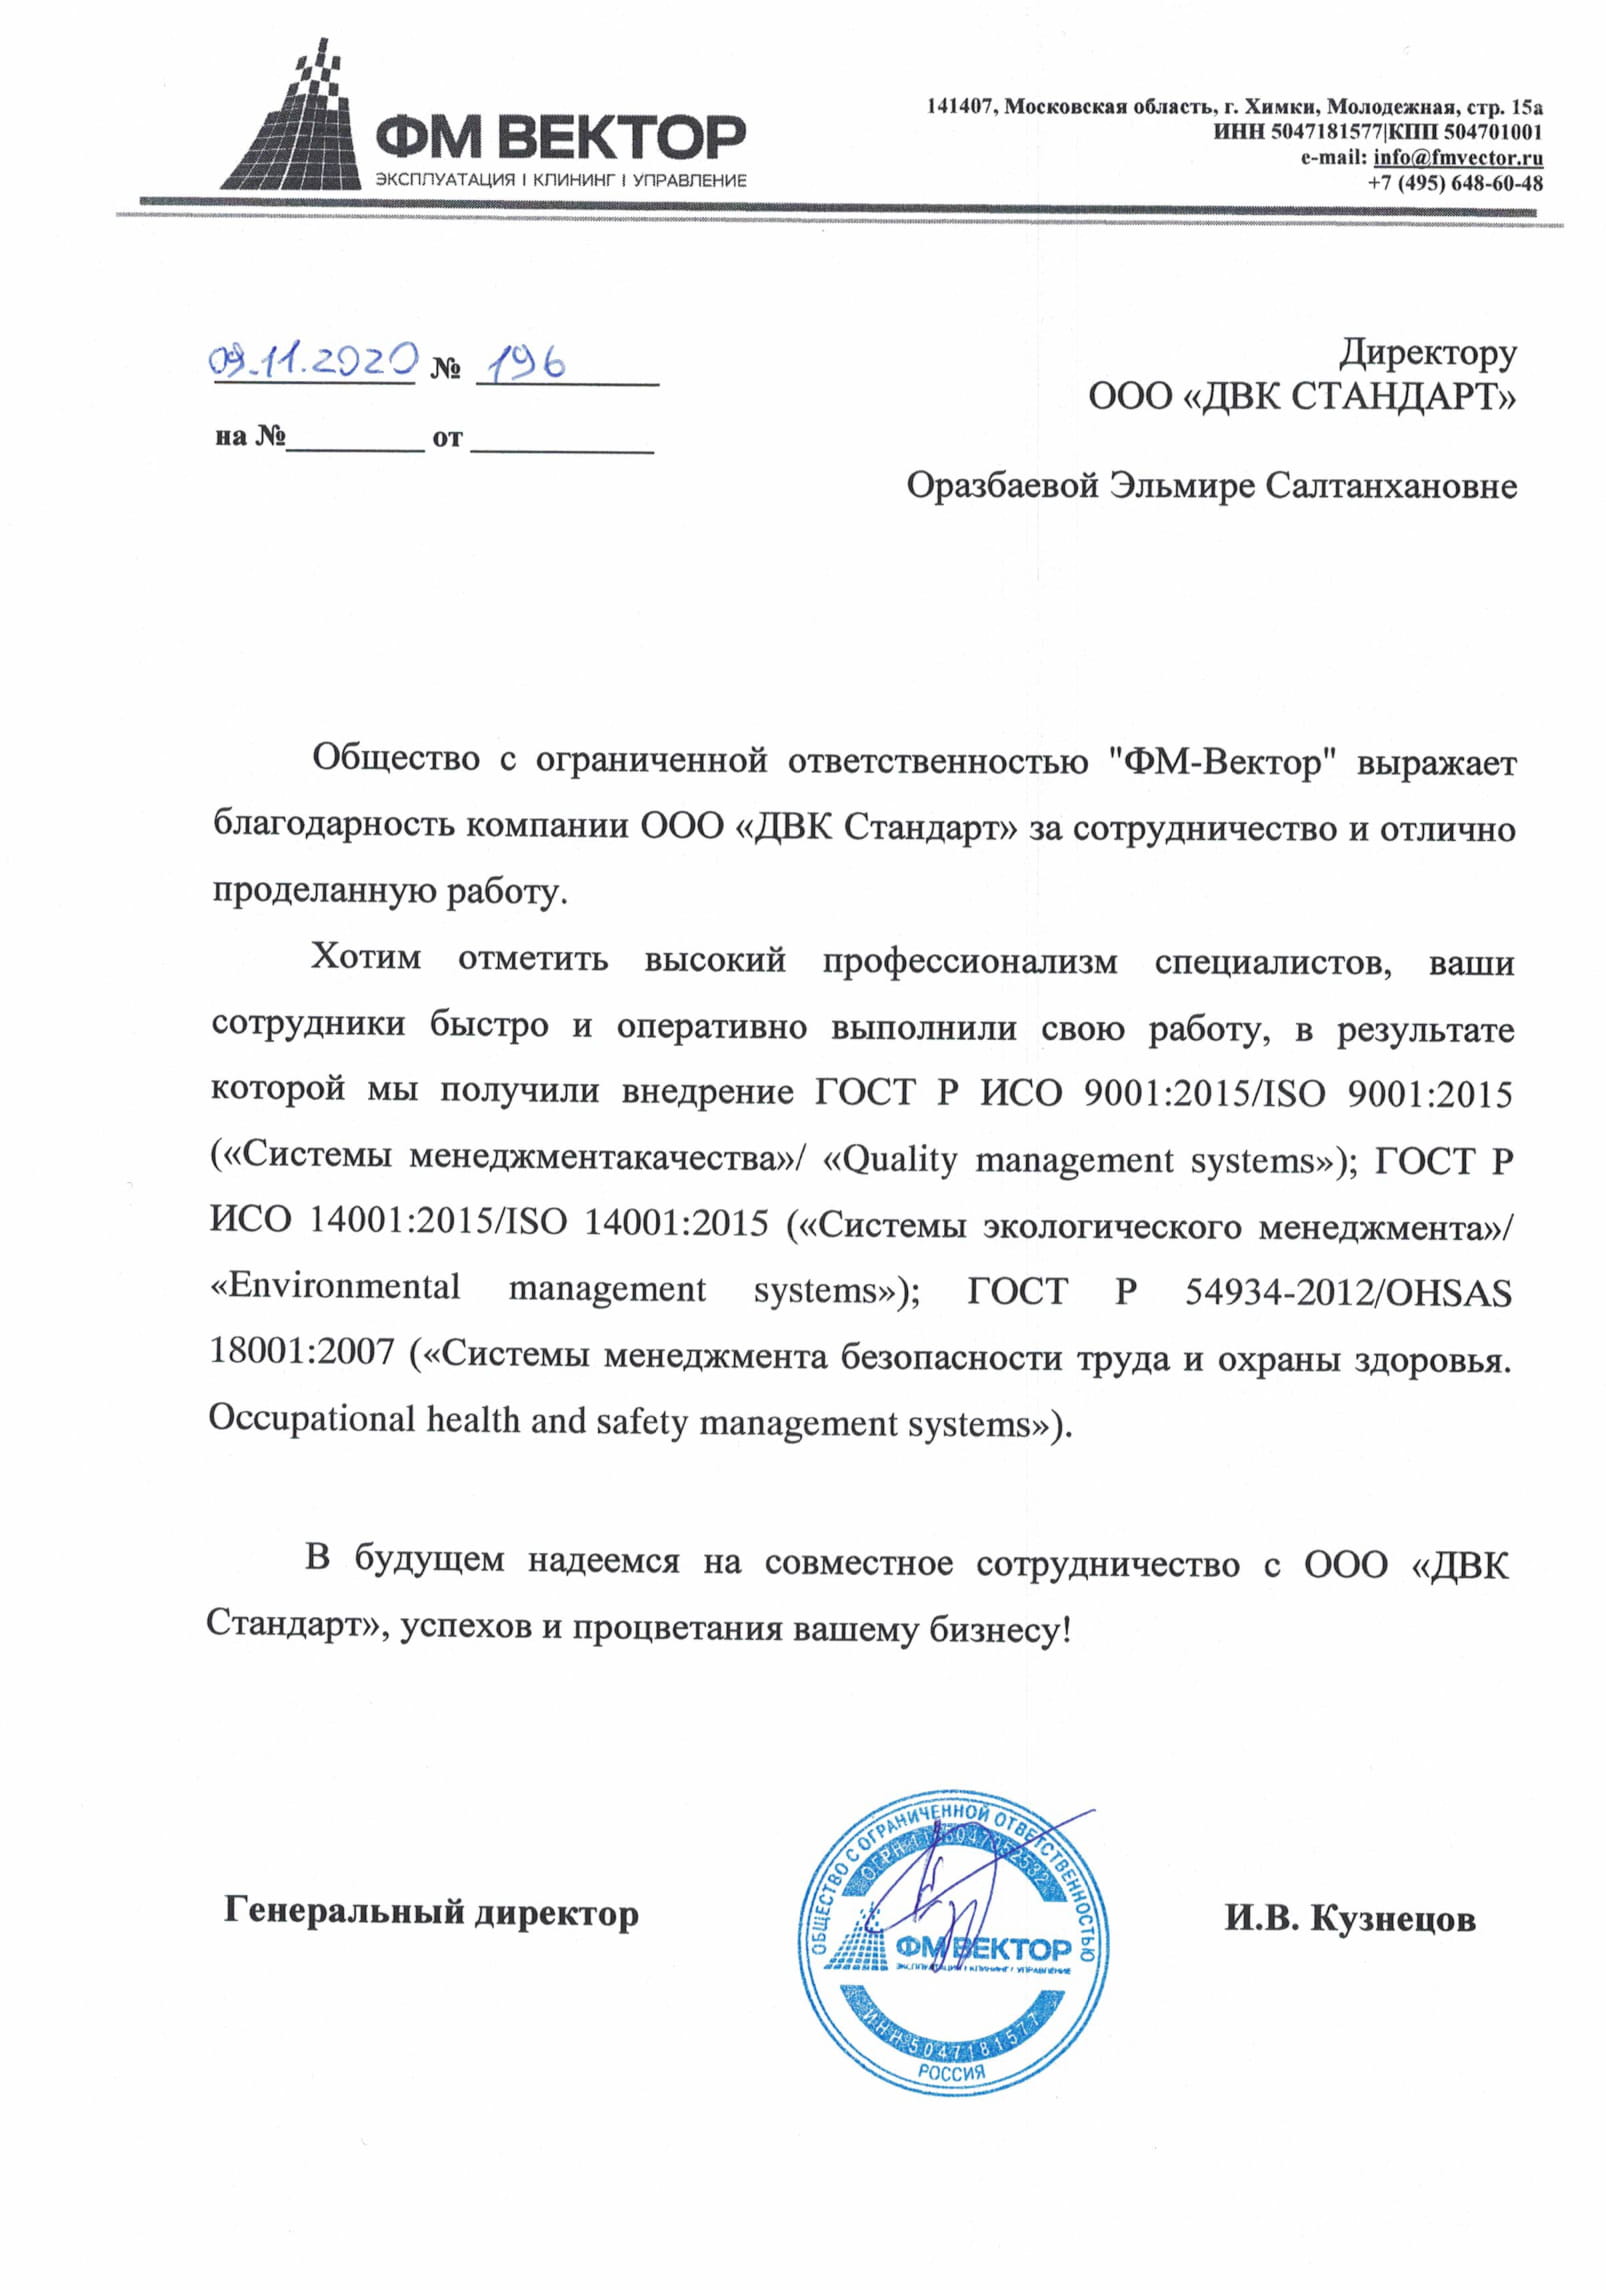 ФМ ВЕКТОР
ЭКСПЛУАТАЦИЯ | КЛИНИНГ | УПРАВЛЕНИЕ
141407, Московская область, г. Химки, Молодежная, стр. 15а
ИНН 5047181577|КПП 504701001
e-mail: info@fmvector.ru
+7 (495) 648-60-48
09.11.2020 № 196
на №__________ от _____________
Директору
ООО «ДВК СТАНДАРТ»
Оразбаевой Эльмире Салтанхановне
Общество с ограниченной ответственностью "ФМ-Вектор" выражает
благодарность компании ООО «ДВК Стандарт» за сотрудничество и отлично
проделанную работу.
Хотим отметить высокий профессионализм специалистов, ваши
сотрудники быстро и оперативно выполнили свою работу, в результате
которой мы получили внедрение ГОСТ Р ИСО 9001:2015/ISO 9001:2015
(«Системы менеджментакачества»/ «Quality management systems»); ГОСТ Р
ИСО 14001:2015/ISO 14001:2015 («Системы экологического менеджмента»/
«Environmental management systems»); ГОСТ Р 54934-2012/OHSAS
18001:2007 («Системы менеджмента безопасности труда и охраны здоровья.
Occupational health and safety management systems»).
В будущем надеемся на совместное сотрудничество с ООО «ДВК
Стандарт», успехов и процветания вашему бизнесу!
Генеральный директор
И.В. Кузнецов
ОБЩЕСТВО С ОГРАНИЧЕННОЙ ОТВЕТСТВЕННОСТЬЮ
ОГРН
ФМ ВЕКТОР
ЭКСПЛУАТАЦИЯ | КЛИНИНГ | УПРАВЛЕНИЕ
ИНН 5047181577
РОССИЯ